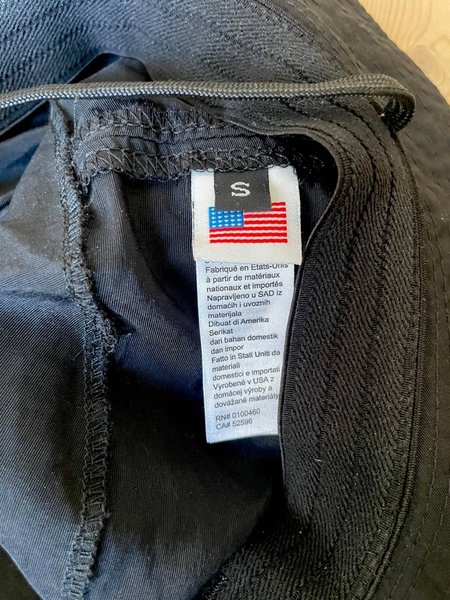 S
Fabriqué en États-Unis
à partir de matériaux
nationaux et importés
Napravljeno u SAD iz
domaćih i uvoznih
materijala
Dibuat di Amerika
Serikat
dari bahan domestik
dan impor
Fatto in Stati Uniti da
materiali
domestici e importati
Vyrobené v USA z
domácej výroby a
dovážané materiály
RN# 0100460
CA# 52596